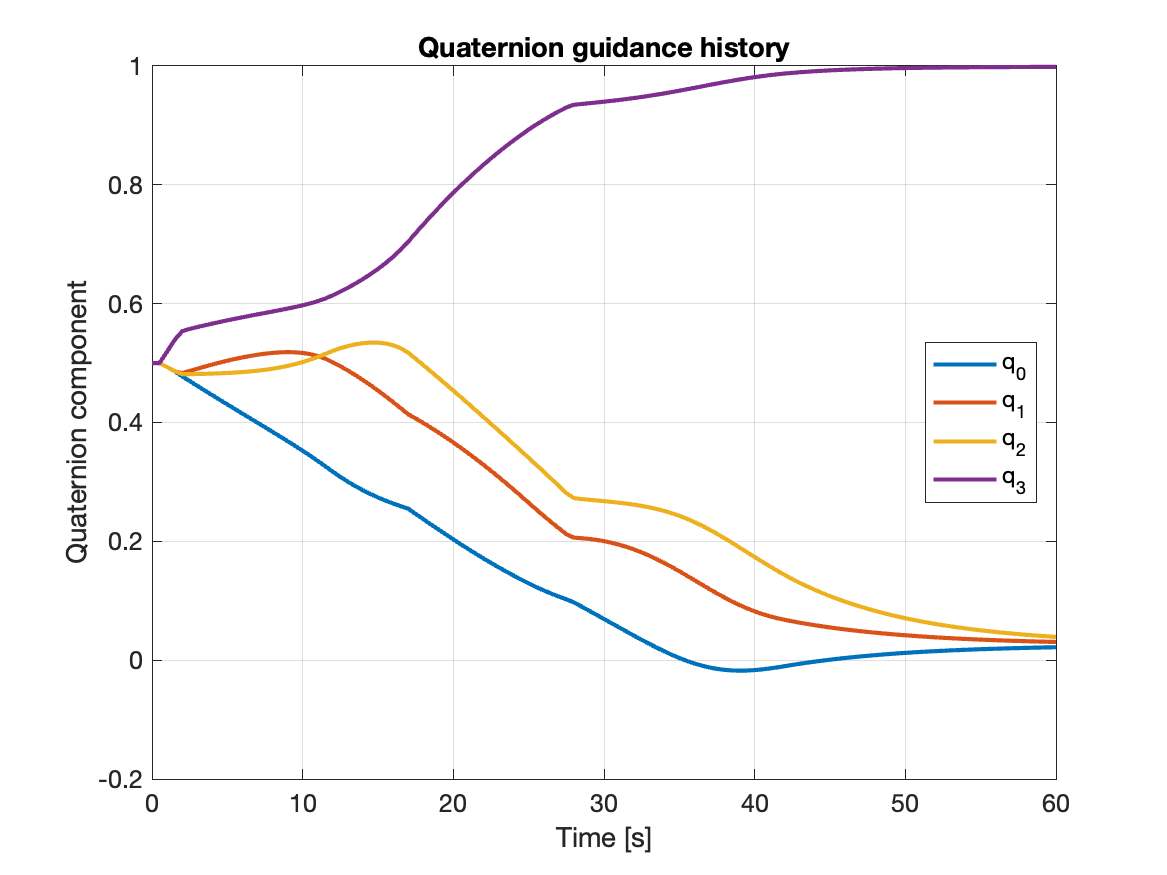 Quaternion guidance history
Quaternion component
1
0.8
0.6
0.4
0.2
0
-0.2
q0
q1
q2
q3
0 10 20 30 40 50 60
Time [s]